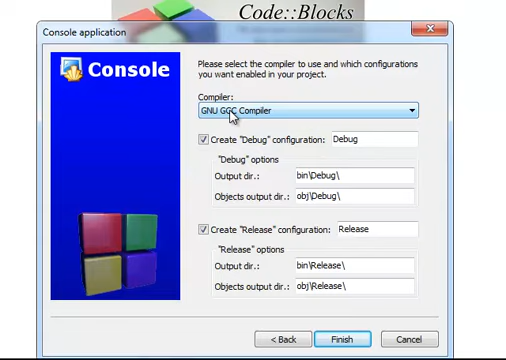 Code::Blocks
Console application
Console
Please select the compiler to use and which configurations
you want enabled in your project.
Compiler:
GNU GCC Compiler
Create "Debug" configuration: Debug
"Debug" options
Output dir.: bin\Debug\
Objects output dir.: obj\Debug\
Create "Release" configuration: Release
"Release" options
Output dir.: bin\Release\
Objects output dir.: obj\Release\
< Back Finish Cancel